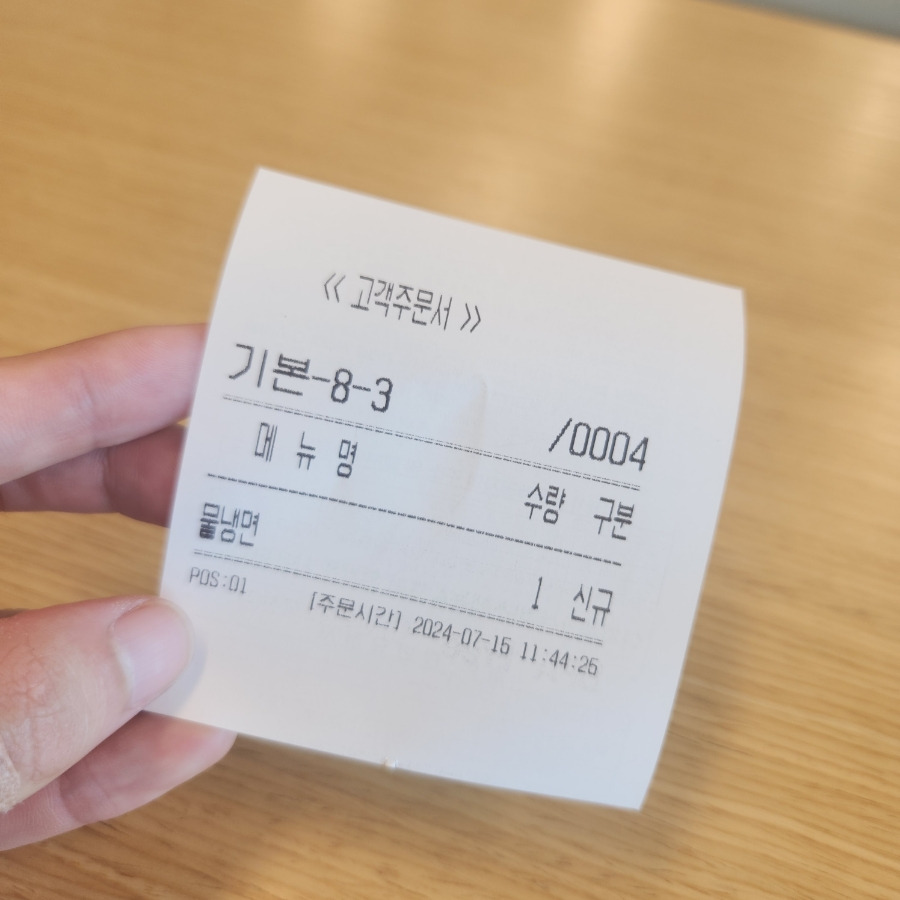 《 고객주문서 》
기본-8-3 /0004
메 뉴 명 수량 구분
물냉면 1 신규
POS:01 [주문시간] 2024-07-15 11:44:25